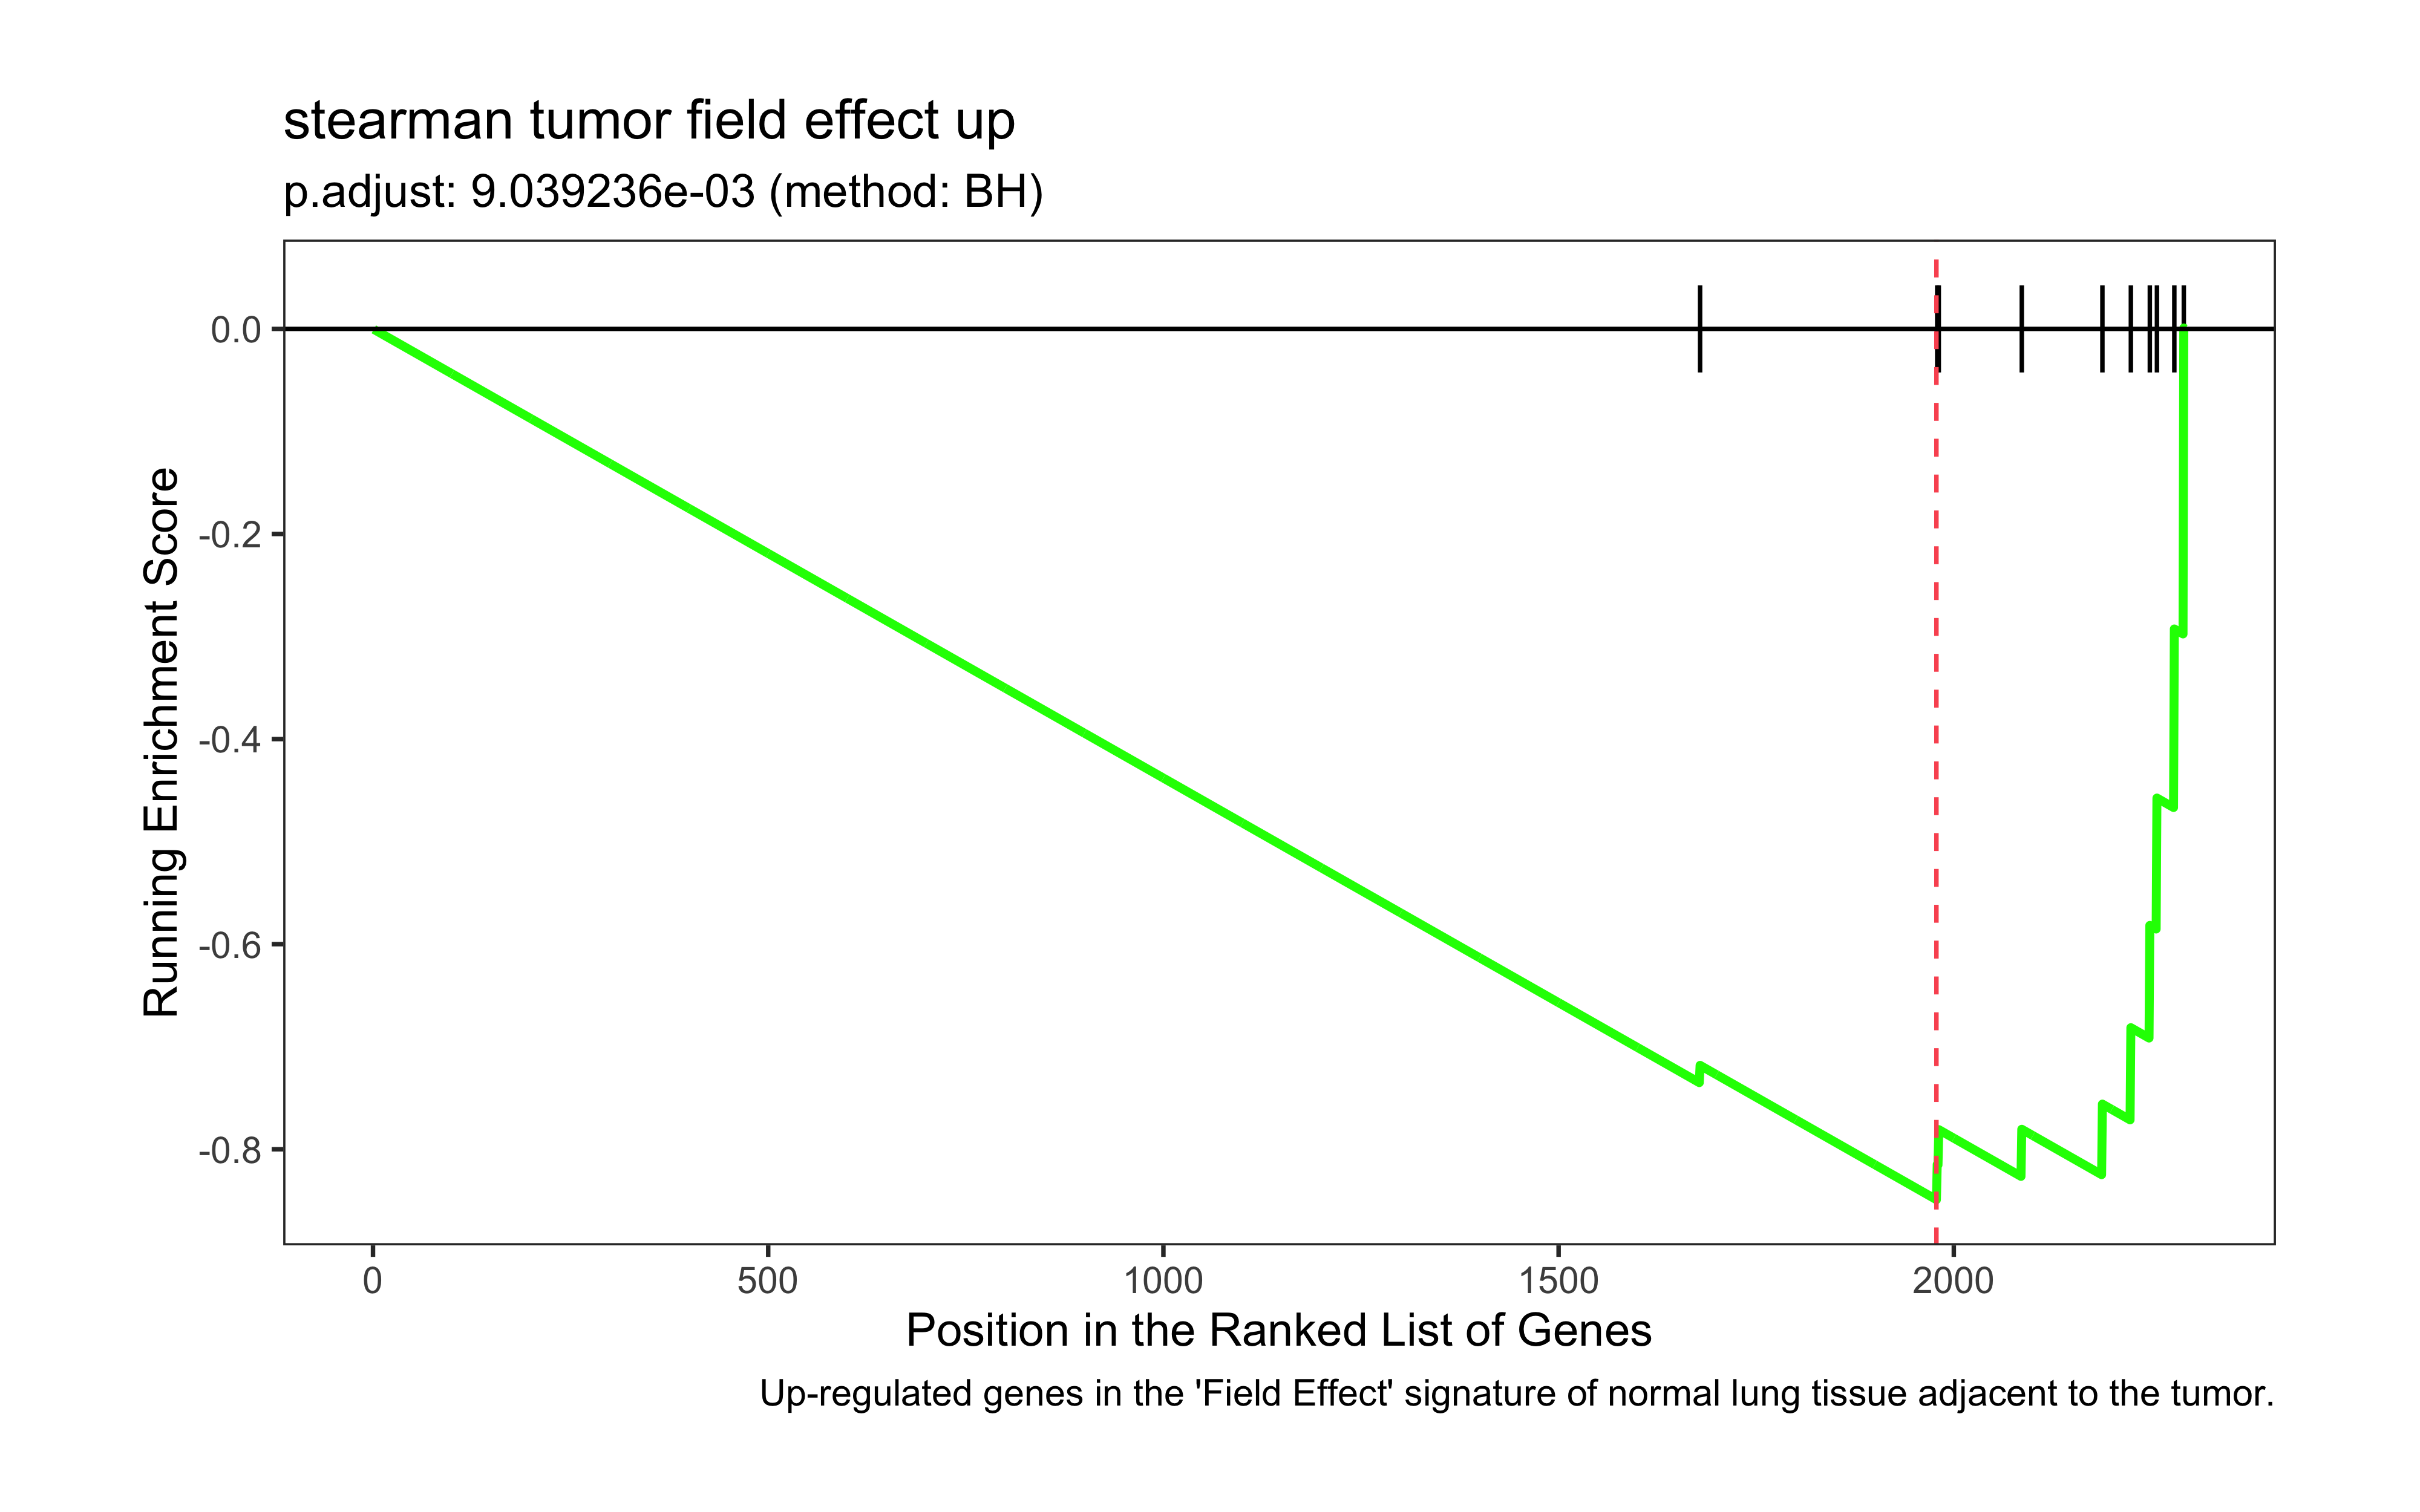 stearman tumor field effect up
p.adjust: 9.039236e-03 (method: BH)
Running Enrichment Score
0.0
-0.2
-0.4
-0.6
-0.8
0 500 1000 1500 2000
Position in the Ranked List of Genes
Up-regulated genes in the 'Field Effect' signature of normal lung tissue adjacent to the tumor.